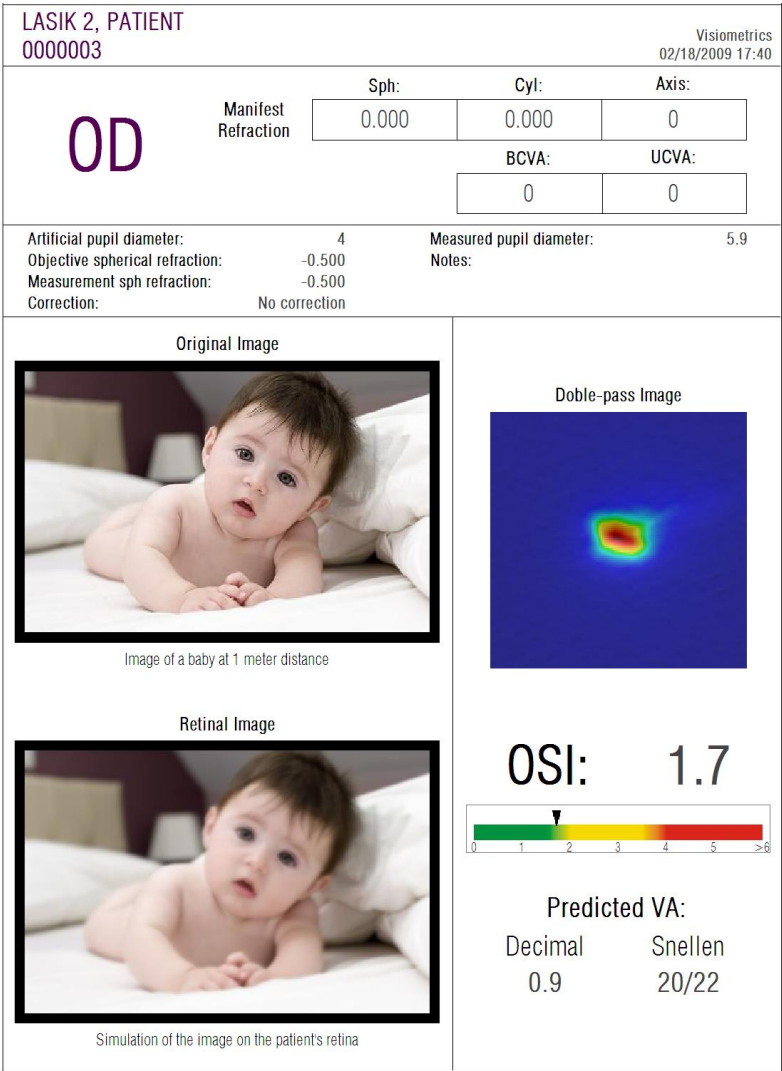 LASIK 2, PATIENT
0000003
Visiometrics
02/18/2009 17:40
OD
Manifest
Refraction
Sph: Cyl: Axis:
0.000 0.000 0
BCVA: UCVA:
0 0
Artificial pupil diameter: 4
Objective spherical refraction: -0.500
Measurement sph refraction: -0.500
Correction: No correction
Measured pupil diameter: 5.9
Notes:
Original Image
Image of a baby at 1 meter distance
Retinal Image
Simulation of the image on the patient's retina
Doble-pass Image
OSI: 1.7
0 1 2 3 4 5 >6
Predicted VA:
Decimal Snellen
0.9 20/22